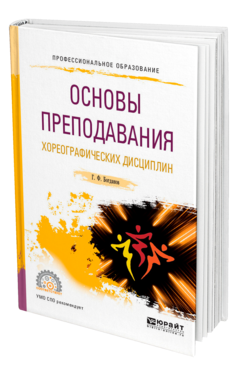 ПРОФЕССИОНАЛЬНОЕ ОБРАЗОВАНИЕ
ОСНОВЫ
ПРЕПОДАВАНИЯ
ХОРЕОГРАФИЧЕСКИХ ДИСЦИПЛИН
Г. Ф. Богданов
УМО СПО рекомендует
юрайт